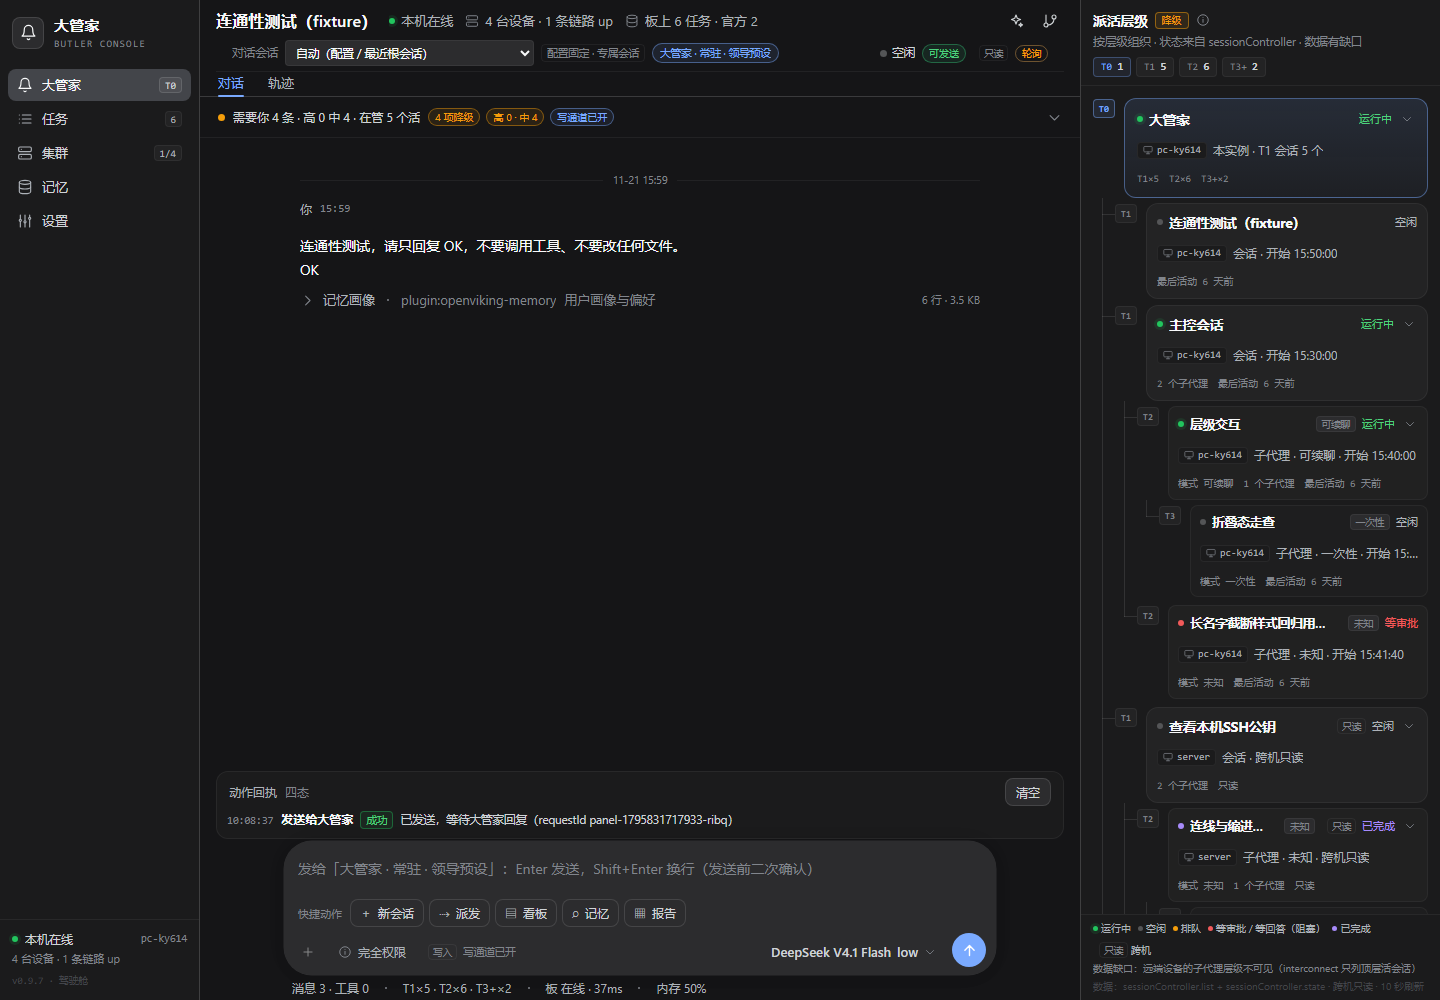 大管家
BUTLER CONSOLE
大管家 T0
任务 6
集群 1/4
记忆
设置
本机在线 pc-ky614
4 台设备 · 1 条链路 up
v0.9.7 · 驾驶舱
连通性测试（fixture） 本机在线 4 台设备 · 1 条链路 up 板上 6 任务 · 官方 2
对话会话 自动（配置 / 最近根会话） 配置固定 · 专属会话 大管家 · 常驻 · 领导预设 空闲 可发送 只读 轮询
对话 轨迹
需要你 4 条 · 高 0 中 4 · 在管 5 个活 4 项降级 高 0 · 中 4 写通道已开
11-21 15:59
你 15:59
连通性测试，请只回复 OK，不要调用工具、不要改任何文件。
OK
记忆画像 · plugin:openviking-memory 用户画像与偏好 6 行 · 3.5 KB
动作回执 四态 清空
10:08:37 发送给大管家 成功 已发送，等待大管家回复（requestId panel-1795831717933-ribq）
发给「大管家 · 常驻 · 领导预设」：Enter 发送，Shift+Enter 换行（发送前二次确认）
快捷动作 + 新会话 派发 看板 记忆 报告
+ 完全权限 写入 写通道已开 DeepSeek V4.1 Flash low
消息 3 · 工具 0 · T1×5 · T2×6 · T3+×2 · 板 在线 · 37ms · 内存 50%
派活层级 降级
按层级组织 · 状态来自 sessionController · 数据有缺口
T0 1 T1 5 T2 6 T3+ 2
T0 大管家 运行中
pc-ky614 本实例 · T1 会话 5 个
T1×5 T2×6 T3+×2
T1 连通性测试（fixture） 空闲
pc-ky614 会话 · 开始 15:50:00
最后活动 6 天前
T1 主控会话 运行中
pc-ky614 会话 · 开始 15:30:00
2 个子代理 最后活动 6 天前
T2 层级交互 可续聊 运行中
pc-ky614 子代理 · 可续聊 · 开始 15:40:00
模式 可续聊 1 个子代理 最后活动 6 天前
T3 折叠态走查 一次性 空闲
pc-ky614 子代理 · 一次性 · 开始 15:...
模式 一次性 最后活动 6 天前
T2 长名字截断样式回归用... 未知 等审批
pc-ky614 子代理 · 未知 · 开始 15:41:40
模式 未知 最后活动 6 天前
T1 查看本机SSH公钥 只读 空闲
server 会话 · 跨机只读
2 个子代理 只读
T2 连线与缩进... 未知 只读 已完成
server 子代理 · 未知 · 跨机只读
模式 未知 1 个子代理 只读
运行中 空闲 排队 等审批 / 等回答（阻塞） 已完成
只读 跨机
数据缺口：远端设备的子代理层级不可见（interconnect 只列顶层活会话）
数据：sessionController.list + sessionController.state · 跨机只读 · 10 秒刷新